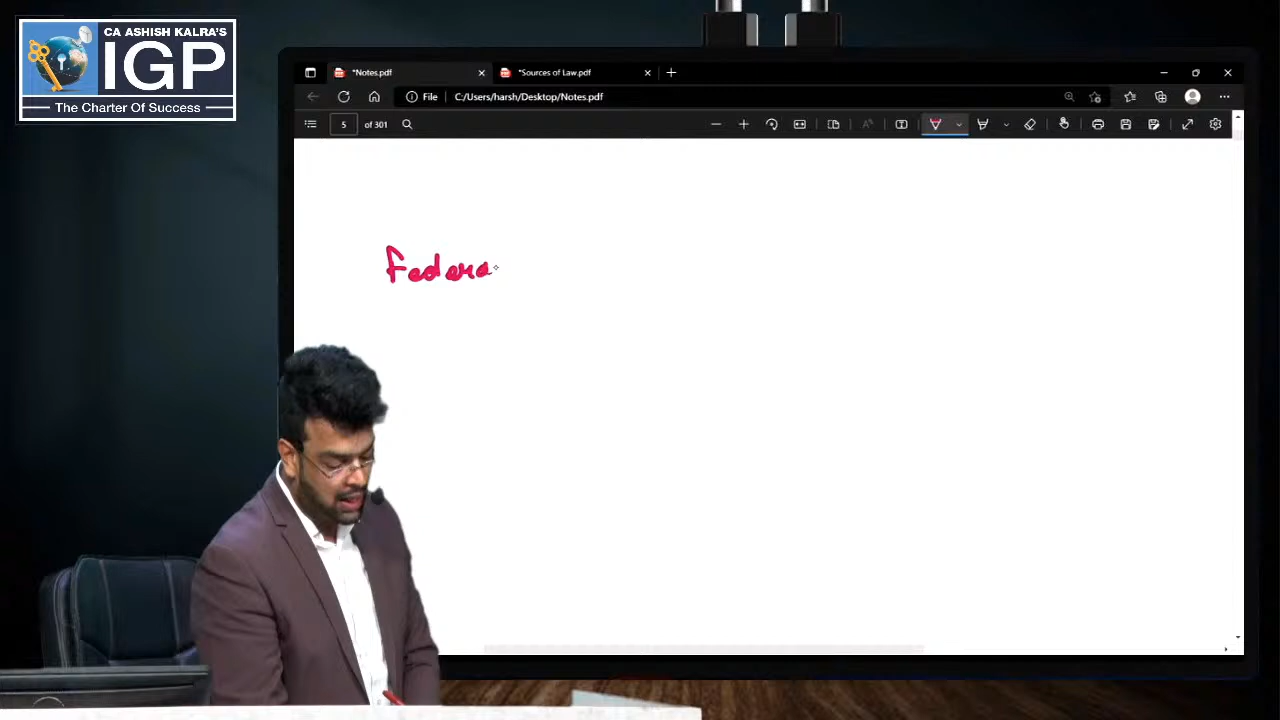 CA ASHISH KALRA'S
IGP
The Charter Of Success
*Notes.pdf
*Sources of Law.pdf
File C:/Users/harsh/Desktop/Notes.pdf
5 of 301
Federa